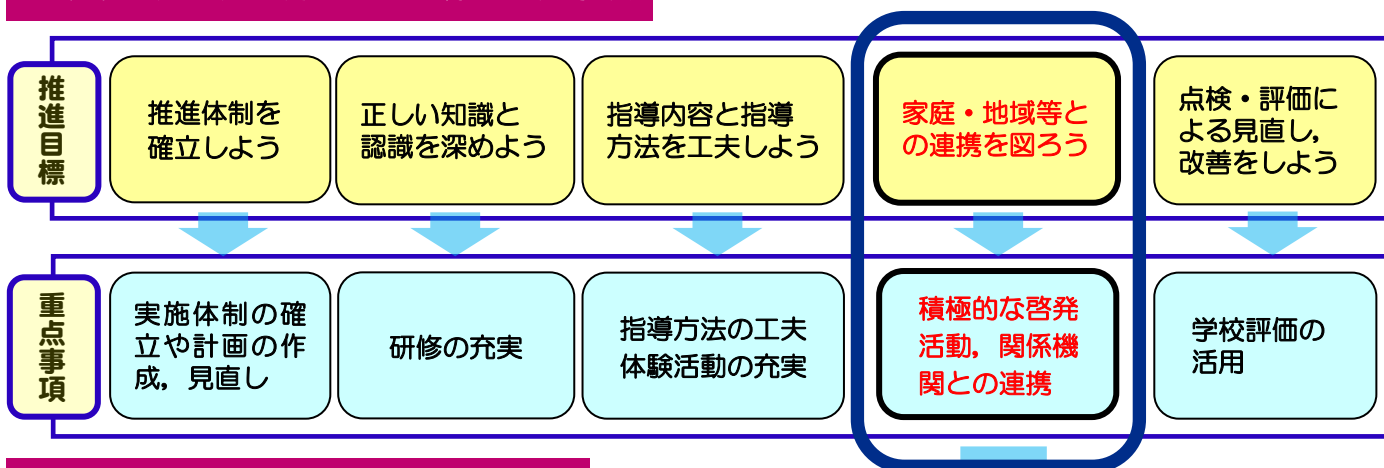 推進目標
推進体制を
確立しよう
正しい知識と
認識を深めよう
指導内容と指導
方法を工夫しよう
家庭・地域等と
の連携を図ろう
点検・評価に
よる見直し，
改善をしよう
重点事項
実施体制の確
立や計画の作
成，見直し
研修の充実
指導方法の工夫
体験活動の充実
積極的な啓発
活動，関係機
関との連携
学校評価の
活用